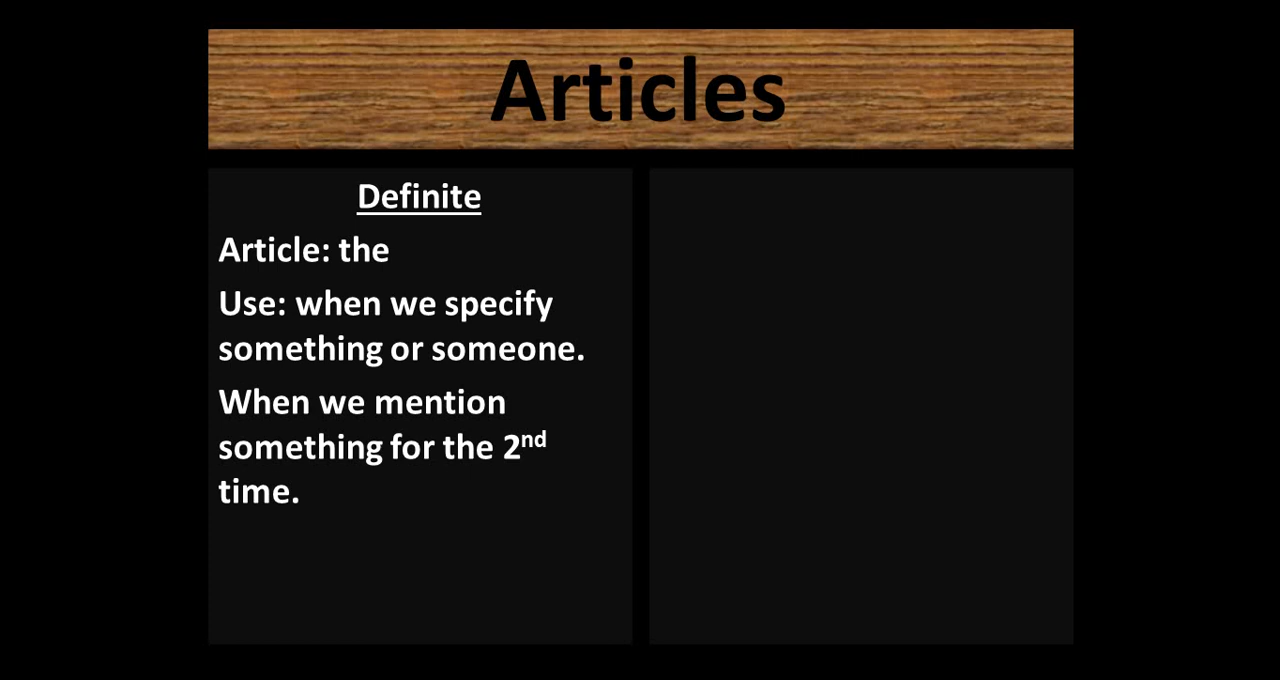 Articles
Definite
Article: the
Use: when we specify
something or someone.
When we mention
something for the 2nd
time.